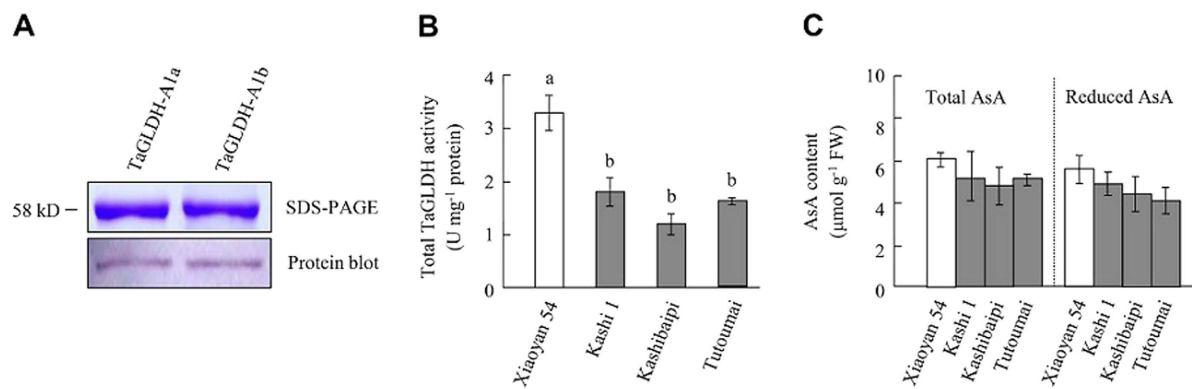 A
TaGLDH-A1a
TaGLDH-A1b
58 kD
SDS-PAGE
Protein blot
B
Total TaGLDH activity
(U mg-1 protein)
4
3
2
1
0
a
b
b
b
Xiaoyan 54
Kashi 1
Kashibaipi
Tutoumai
C
AsA content
(μmol g-1 FW)
10
8
6
4
2
0
Total AsA
Reduced AsA
Xiaoyan 54
Kashi 1
Kashibaipi
Tutoumai
Xiaoyan 54
Kashi 1
Kashibaipi
Tutoumai